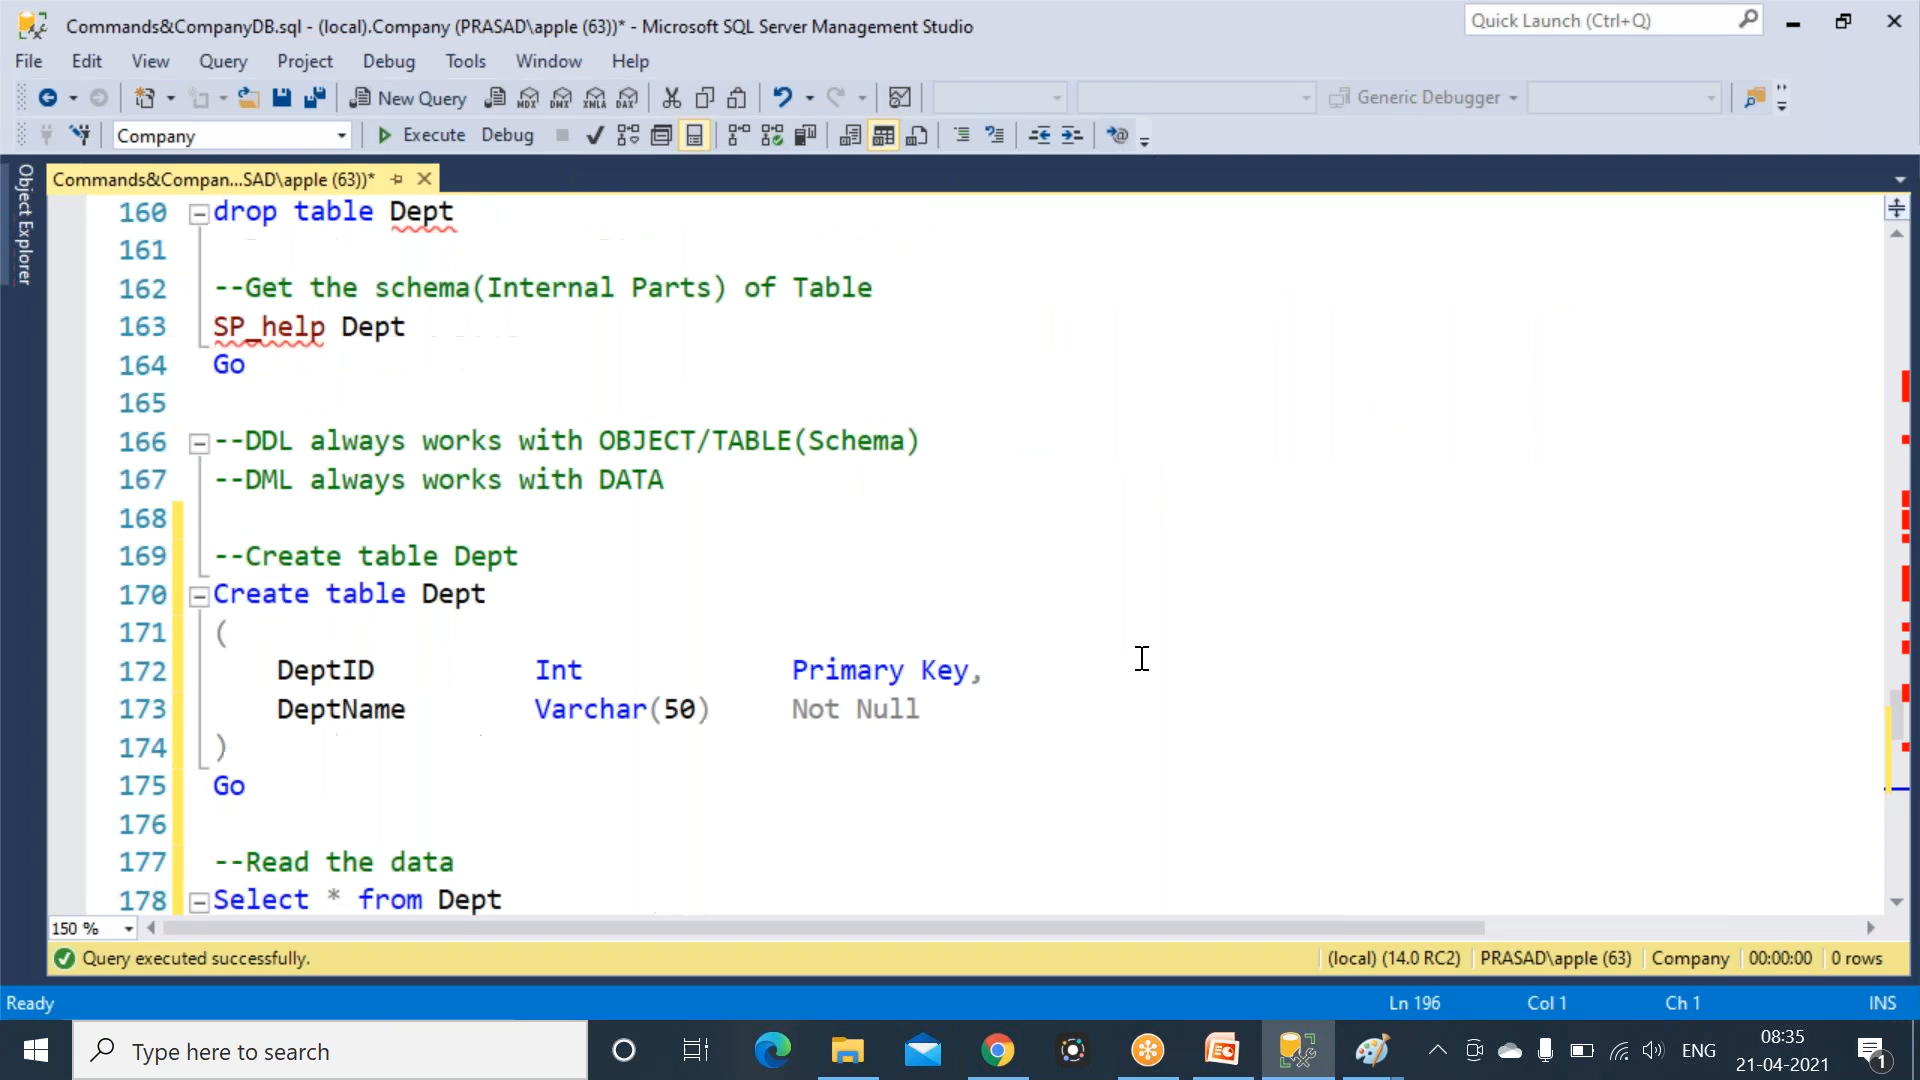 Commands&CompanyDB.sql - (local).Company (PRASAD\apple (63))* - Microsoft SQL Server Management Studio
Quick Launch (Ctrl+Q)
File Edit View Query Project Debug Tools Window Help
New Query MDX DMX XMLA DAX Generic Debugger
Company Execute Debug
Object Explorer
Commands&Compan...SAD\apple (63))*
160 drop table Dept
161
162 --Get the schema(Internal Parts) of Table
163 SP_help Dept
164 Go
165
166 --DDL always works with OBJECT/TABLE(Schema)
167 --DML always works with DATA
168
169 --Create table Dept
170 Create table Dept
171 (
172 DeptID Int Primary Key,
173 DeptName Varchar(50) Not Null
174 )
175 Go
176
177 --Read the data
178 Select * from Dept
150 %
Query executed successfully. (local) (14.0 RC2) PRASAD\apple (63) Company 00:00:00 0 rows
Ready Ln 196 Col 1 Ch 1 INS
Type here to search ENG 08:35
21-04-2021 1